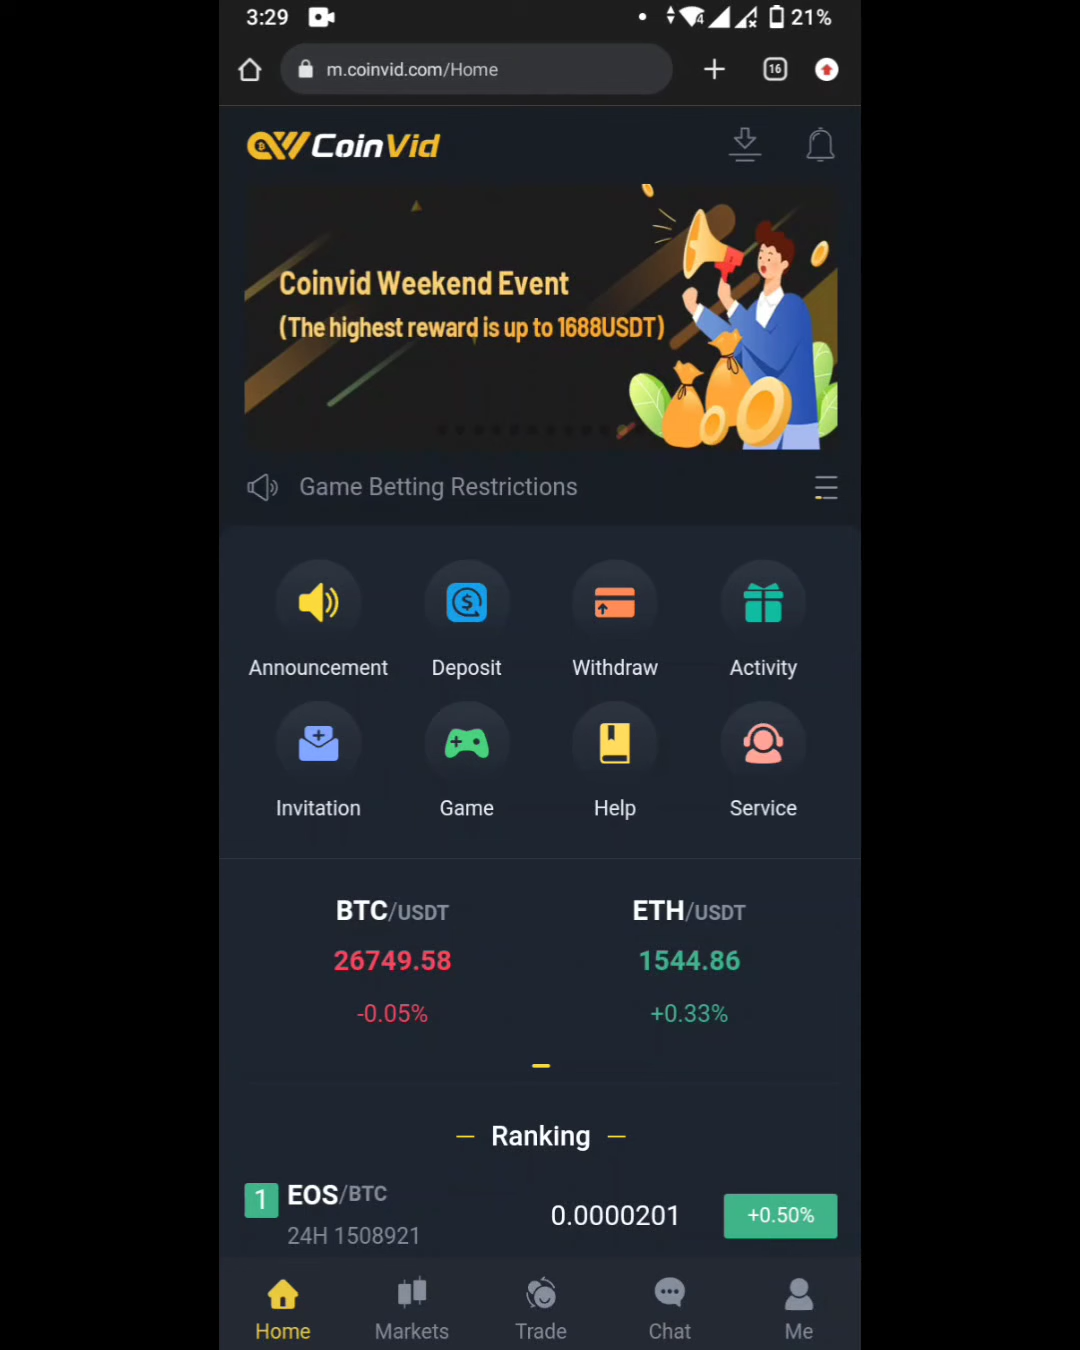 3:29
4
21%
m.coinvid.com/Home
16
CoinVid
Coinvid Weekend Event
(The highest reward is up to 1688USDT)
Game Betting Restrictions
Announcement Deposit Withdraw Activity
Invitation Game Help Service
BTC/USDT ETH/USDT
26749.58 1544.86
-0.05% +0.33%
Ranking
1 EOS/BTC 0.0000201 +0.50%
24H 1508921
Home Markets Trade Chat Me